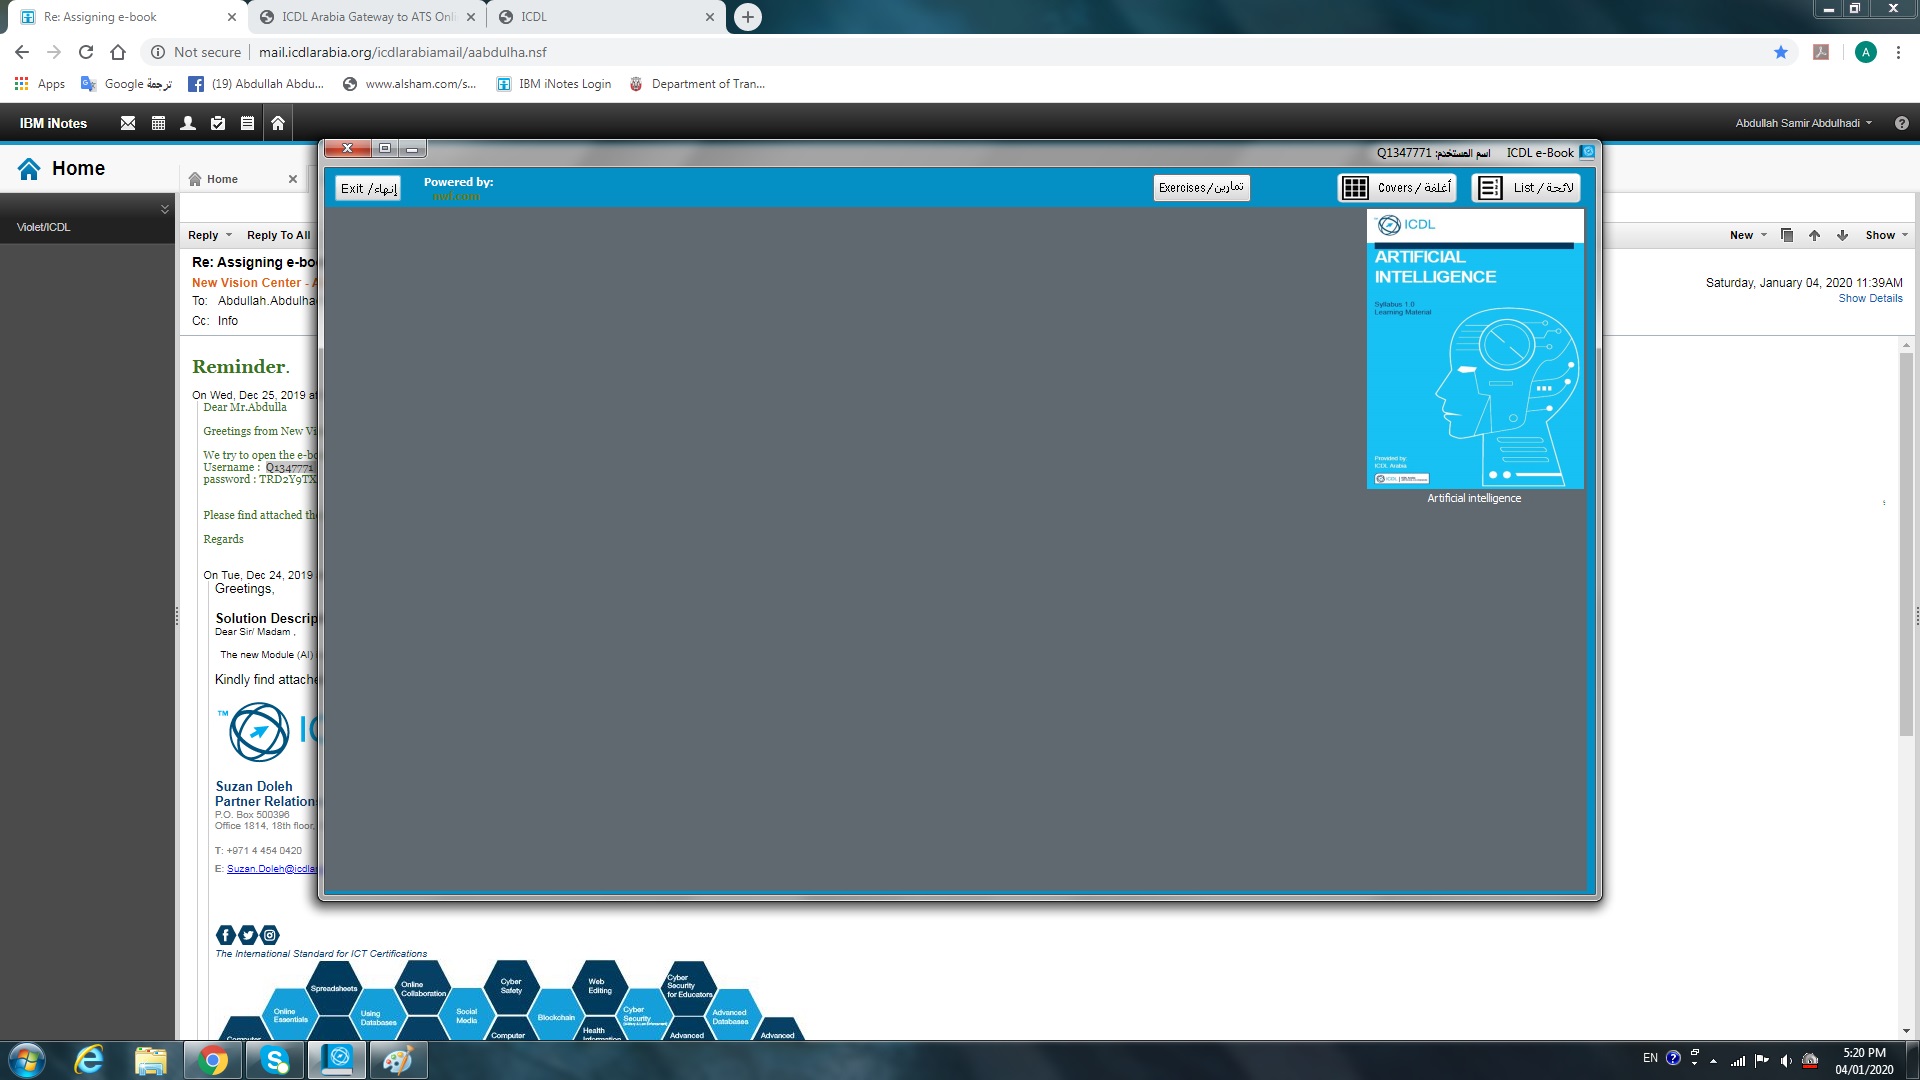 Re: Assigning e-book
ICDL Arabia Gateway to ATS Onli
ICDL
Not secure
mail.icdlarabia.org/icdlarabiamail/aabdulha.nsf
A
Apps
Google ترجمة
(19) Abdullah Abdu...
www.alsham.com/s...
IBM iNotes Login
Department of Tran...
IBM iNotes
Abdullah Samir Abdulhadi
Home
Home
Violet/ICDL
ICDL e-Book
اسم المستخدم: Q1347771
Exit /إنهاء
Powered by:
Exercises/تمارين
Covers / أغلفة
List / لائحة
Reply
Reply To All
New
Show
Re: Assigning e-bo
New Vision Center - A
To: Abdullah.Abdulha
Cc: Info
Saturday, January 04, 2020 11:39AM
Show Details
ICDL
ARTIFICIAL
INTELLIGENCE
Syllabus 1.0
Learning Material
Provided by:
ICDL Arabia
Artificial intelligence
Reminder.
On Wed, Dec 25, 2019 at
Dear Mr.Abdulla
Greetings from New Vi
We try to open the e-bo
Username : Q1347771
password : TRD2Y9TX
Please find attached the
Regards
On Tue, Dec 24, 2019
Greetings,
Solution Descrip
Dear Sir/ Madam ,
The new Module (AI)
Kindly find attache
TM
IC
Suzan Doleh
Partner Relation
P.O. Box 500396
Office 1814, 18th floor,
T: +971 4 454 0420
E: Suzan.Doleh@icdlar
The International Standard for ICT Certifications
Spreadsheets
Online
Collaboration
Cyber
Safety
Web
Editing
Cyber
Security
for Educators
Online
Essentials
Using
Databases
Social
Media
Blockchain
Cyber
Security
Advanced
Databases
Computer
Computer
Health
Information
Advanced
Advanced
EN
5:20 PM
04/01/2020